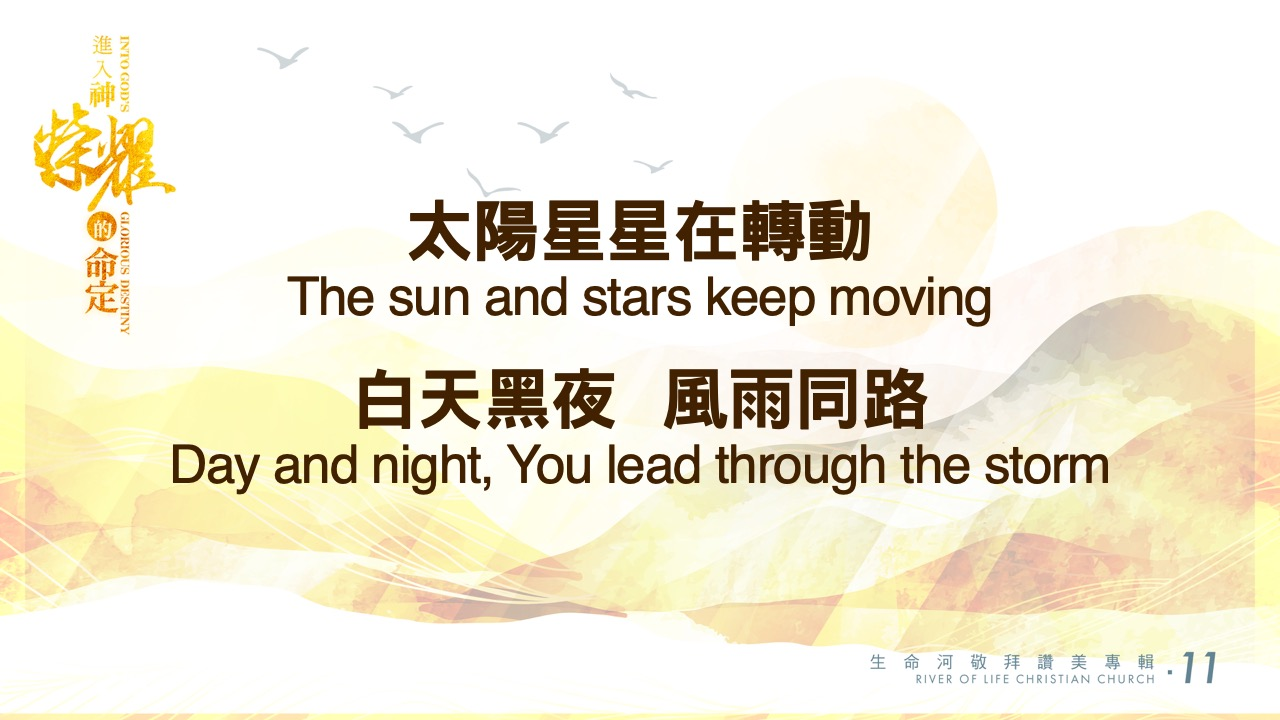 進入神
榮耀
的
命定
INTO GOD'S
GLORIOUS DESTINY
太陽星星在轉動
The sun and stars keep moving
白天黑夜 風雨同路
Day and night, You lead through the storm
生命河敬拜讚美專輯
RIVER OF LIFE CHRISTIAN CHURCH
·11